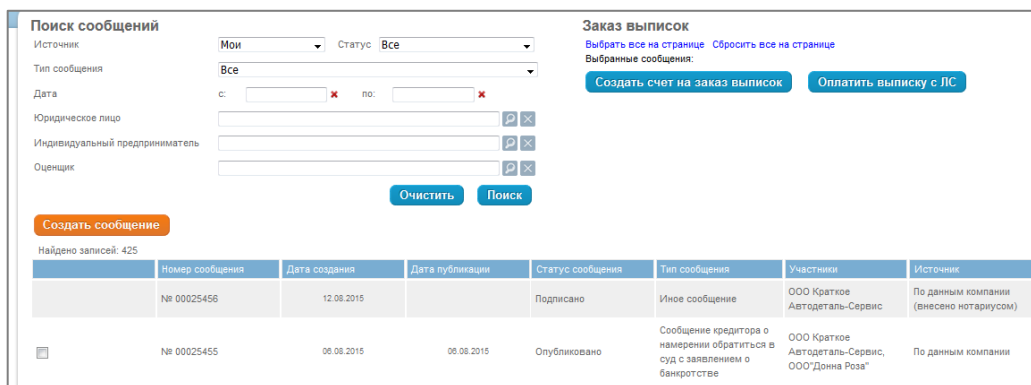 Поиск сообщений
Источник Мои Статус Все
Тип сообщения Все
Дата с: по:
Юридическое лицо
Индивидуальный предприниматель
Оценщик
Очистить Поиск
Заказ выписок
Выбрать все на странице Сбросить все на странице
Выбранные сообщения:
Создать счет на заказ выписок Оплатить выписку с ЛС
Создать сообщение
Найдено записей: 425
Номер сообщения Дата создания Дата публикации Статус сообщения Тип сообщения Участники Источник
№ 00025456 12.08.2015 Подписано Иное сообщение ООО Краткое Автодеталь-Сервис По данным компании (внесено нотариусом)
№ 00025455 06.08.2015 06.08.2015 Опубликовано Сообщение кредитора о намерении обратиться в суд с заявлением о банкротстве ООО Краткое Автодеталь-Сервис, ООО"Донна Роза" По данным компании